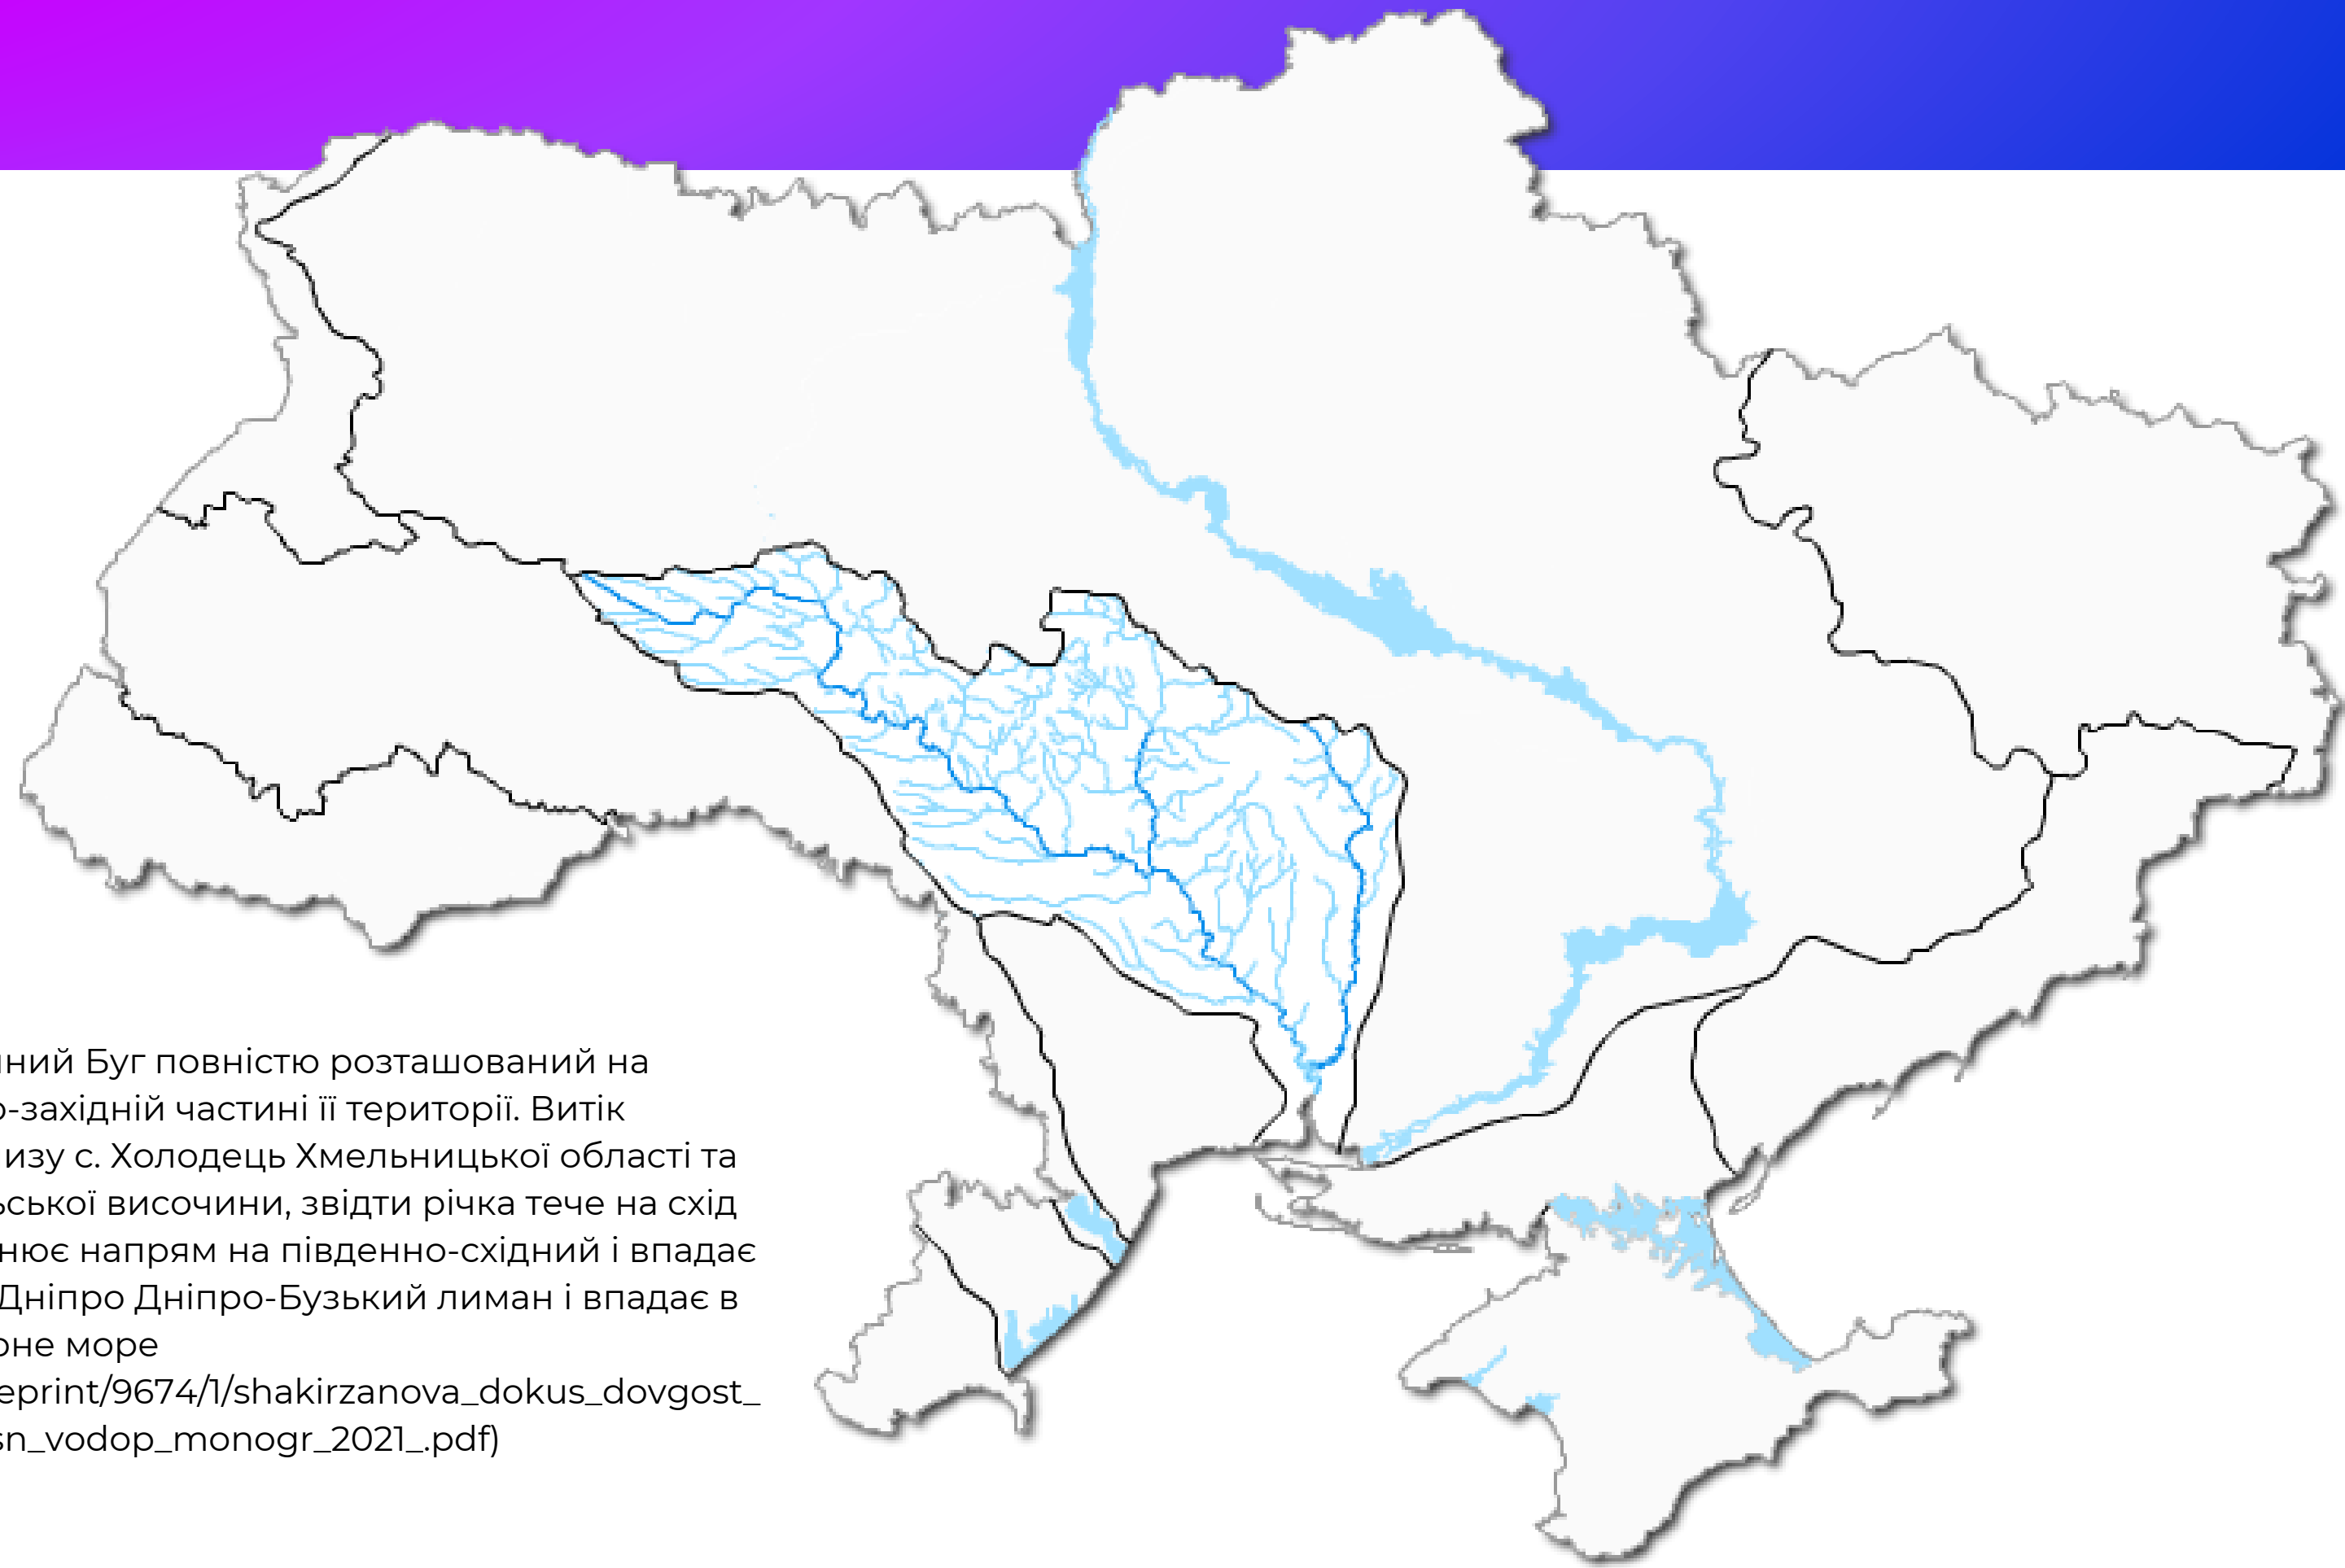 ний Буг повністю розташований на
о-західній частині її території. Витік
изу с. Холодець Хмельницької області та
ської височини, звідти річка тече на схід
нює напрям на південно-східний і впадає
Дніпро Дніпро-Бузький лиман і впадає в
рне море
eprint/9674/1/shakirzanova_dokus_dovgost_
sn_vodop_monogr_2021_.pdf)